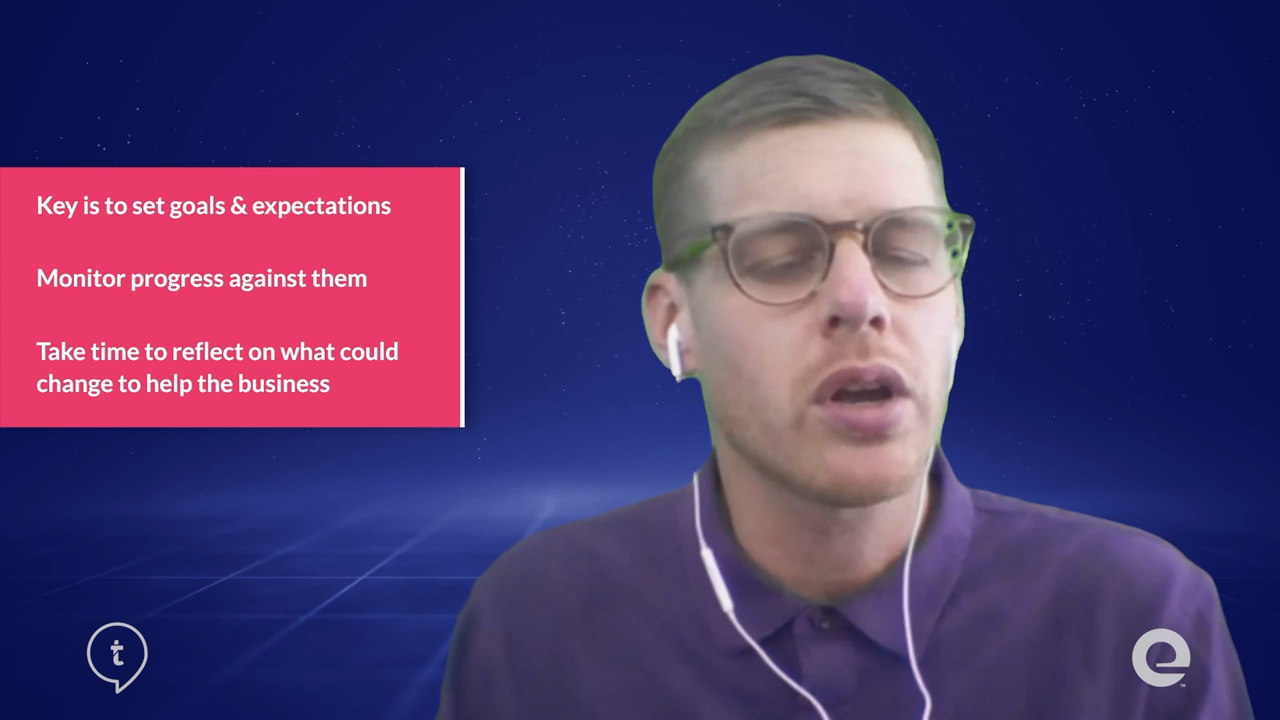 Key is to set goals & expectations
Monitor progress against them
Take time to reflect on what could
change to help the business
t
e
™